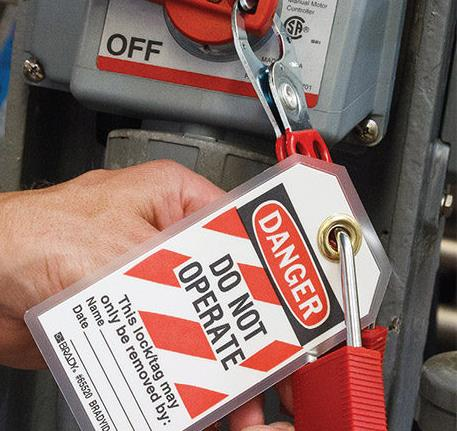 Manual Motor
Controller
OFF
DANGER
DO NOT
OPERATE
This lock/tag may
only be removed by:
Name
Date
BRADY #65520